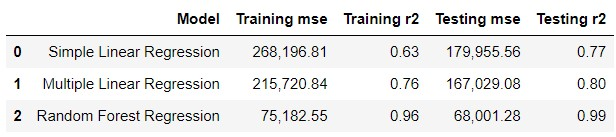 Model Training mse Training r2 Testing mse Testing r2
0 Simple Linear Regression 268,196.81 0.63 179,955.56 0.77
1 Multiple Linear Regression 215,720.84 0.76 167,029.08 0.80
2 Random Forest Regression 75,182.55 0.96 68,001.28 0.99